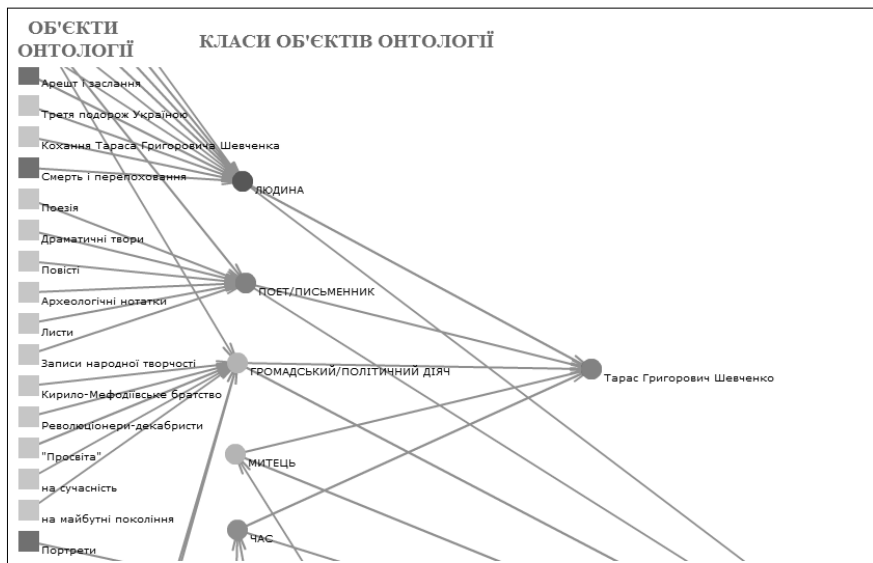 ОБ'ЄКТИ
ОНТОЛОГІЇ
КЛАСИ ОБ'ЄКТІВ ОНТОЛОГІЇ
Арешт і заслання
Третя подорож Україною
Кохання Тараса Григоровича Шевченка
Смерть і перепоховання
ЛЮДИНА
Поезія
Драматичні твори
Повісті
ПОЕТ/ПИСЬМЕННИК
Археологічні нотатки
Листи
Записи народної творчості
ГРОМАДСЬКИЙ/ПОЛІТИЧНИЙ ДІЯЧ
Тарас Григорович Шевченко
Кирило-Мефодіївське братство
Революціонери-декабристи
"Просвіта"
МИТЕЦЬ
на сучасність
на майбутні покоління
ЧАС
Портрети